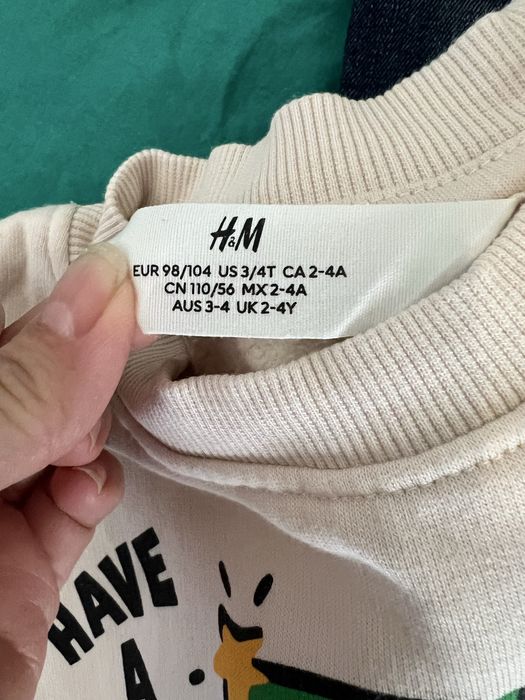 H&M
EUR 98/104 US 3/4T CA 2-4A
CN 110/56 MX 2-4A
AUS 3-4 UK 2-4Y
HAVE
A